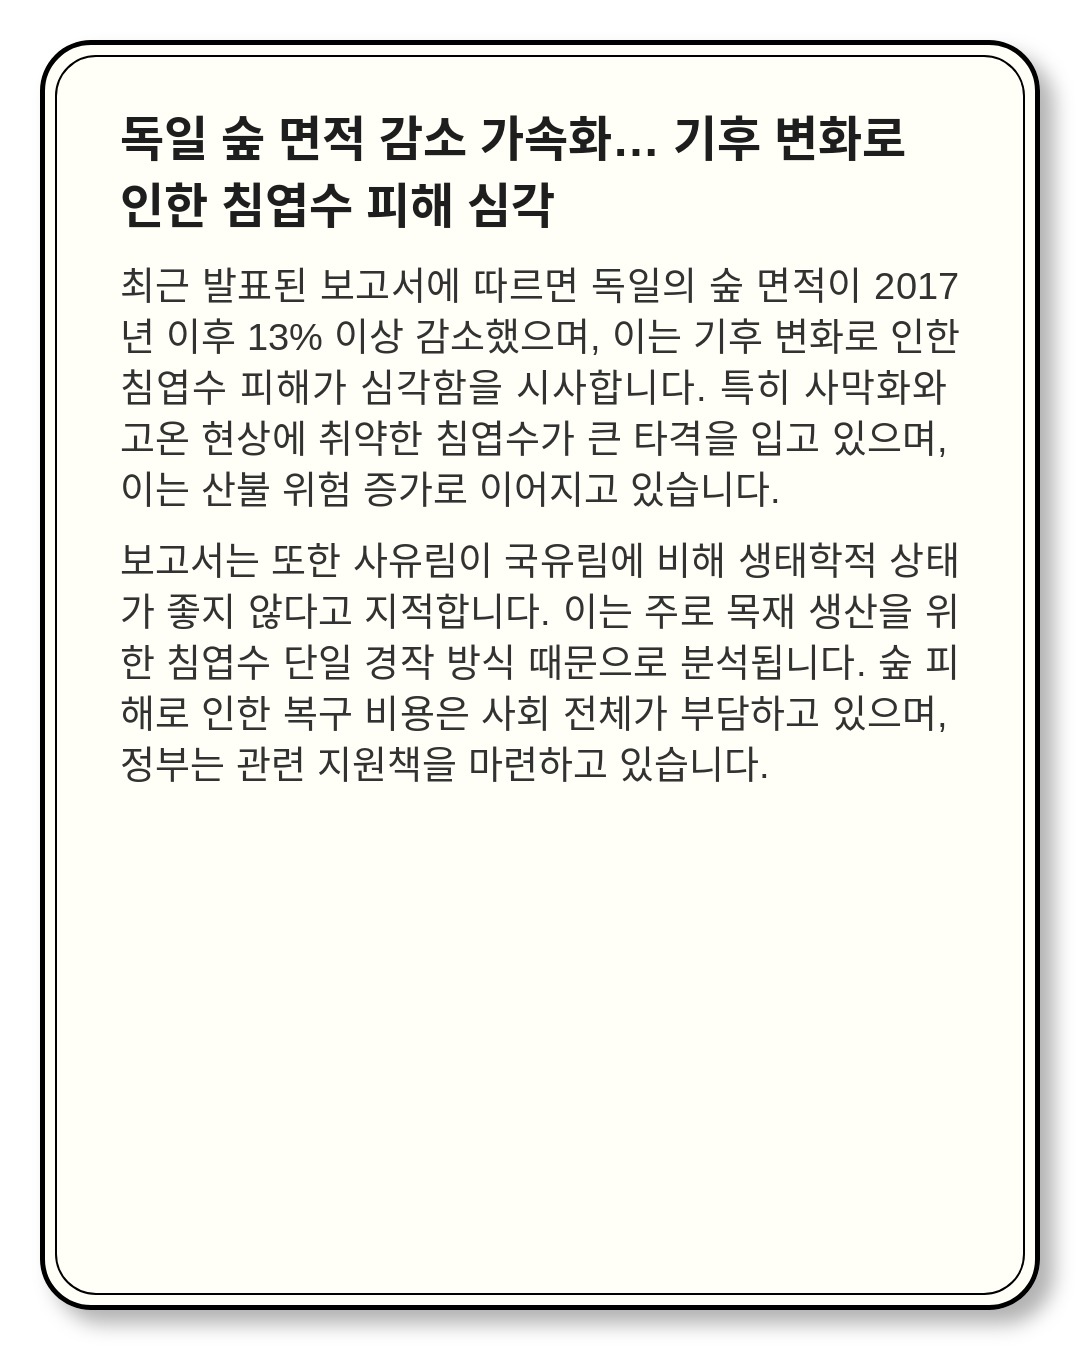 독일 숲 면적 감소 가속화… 기후 변화로
인한 침엽수 피해 심각
최근 발표된 보고서에 따르면 독일의 숲 면적이 2017
년 이후 13% 이상 감소했으며, 이는 기후 변화로 인한
침엽수 피해가 심각함을 시사합니다. 특히 사막화와
고온 현상에 취약한 침엽수가 큰 타격을 입고 있으며,
이는 산불 위험 증가로 이어지고 있습니다.
보고서는 또한 사유림이 국유림에 비해 생태학적 상태
가 좋지 않다고 지적합니다. 이는 주로 목재 생산을 위
한 침엽수 단일 경작 방식 때문으로 분석됩니다. 숲 피
해로 인한 복구 비용은 사회 전체가 부담하고 있으며,
정부는 관련 지원책을 마련하고 있습니다.